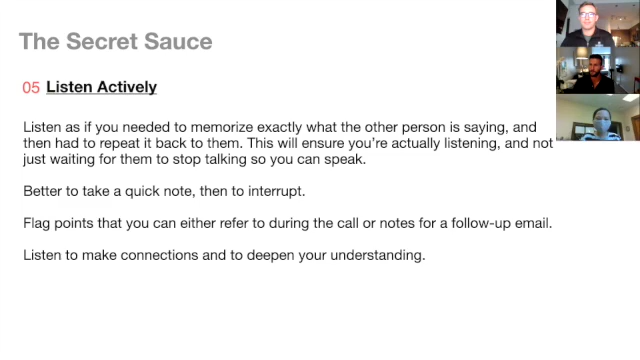 The Secret Sauce
05 Listen Actively
Listen as if you needed to memorize exactly what the other person is saying, and
then had to repeat it back to them. This will ensure you're actually listening, and not
just waiting for them to stop talking so you can speak.
Better to take a quick note, then to interrupt.
Flag points that you can either refer to during the call or notes for a follow-up email.
Listen to make connections and to deepen your understanding.